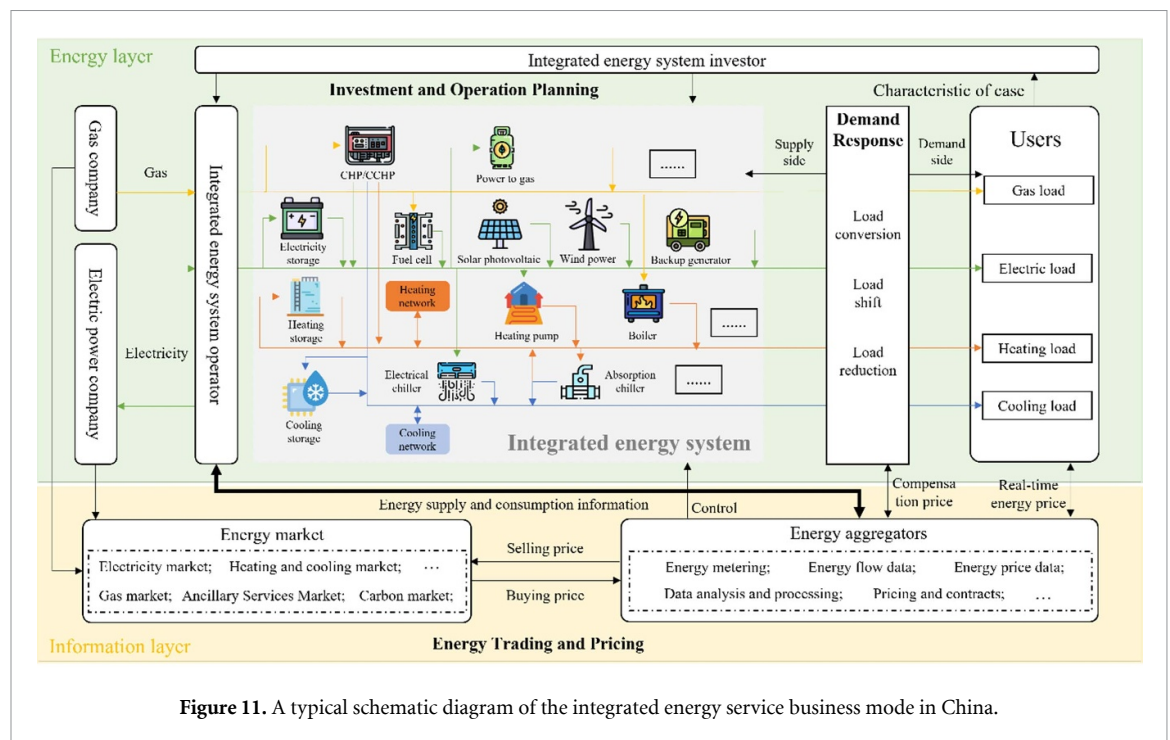 Energy layer
Integrated energy system investor
Investment and Operation Planning
Characteristic of case
Gas company
Gas
Electric power company
Electricity
Integrated energy system operator
CHP/CCHP
Power to gas
......
Electricity
storage
Fuel cell
Solar photovoltaic
Wind power
Backup generator
Heating
storage
Heating
network
Heating pump
Boiler
......
Cooling
storage
Electrical
chiller
Cooling
network
Absorption
chiller
......
Integrated energy system
Supply
side
Demand
Response
Load
conversion
Load
shift
Load
reduction
Demand
side
Users
Gas load
Electric load
Heating load
Cooling load
Energy supply and consumption information
Control
Compensa
tion price
Real-time
energy price
Energy market
Electricity market; Heating and cooling market; ...
Gas market; Ancillary Services Market; Carbon market;
Selling price
Buying price
Energy aggregators
Energy metering; Energy flow data; Energy price data;
Data analysis and processing; Pricing and contracts; ...
Information layer
Energy Trading and Pricing
Figure 11. A typical schematic diagram of the integrated energy service business mode in China.